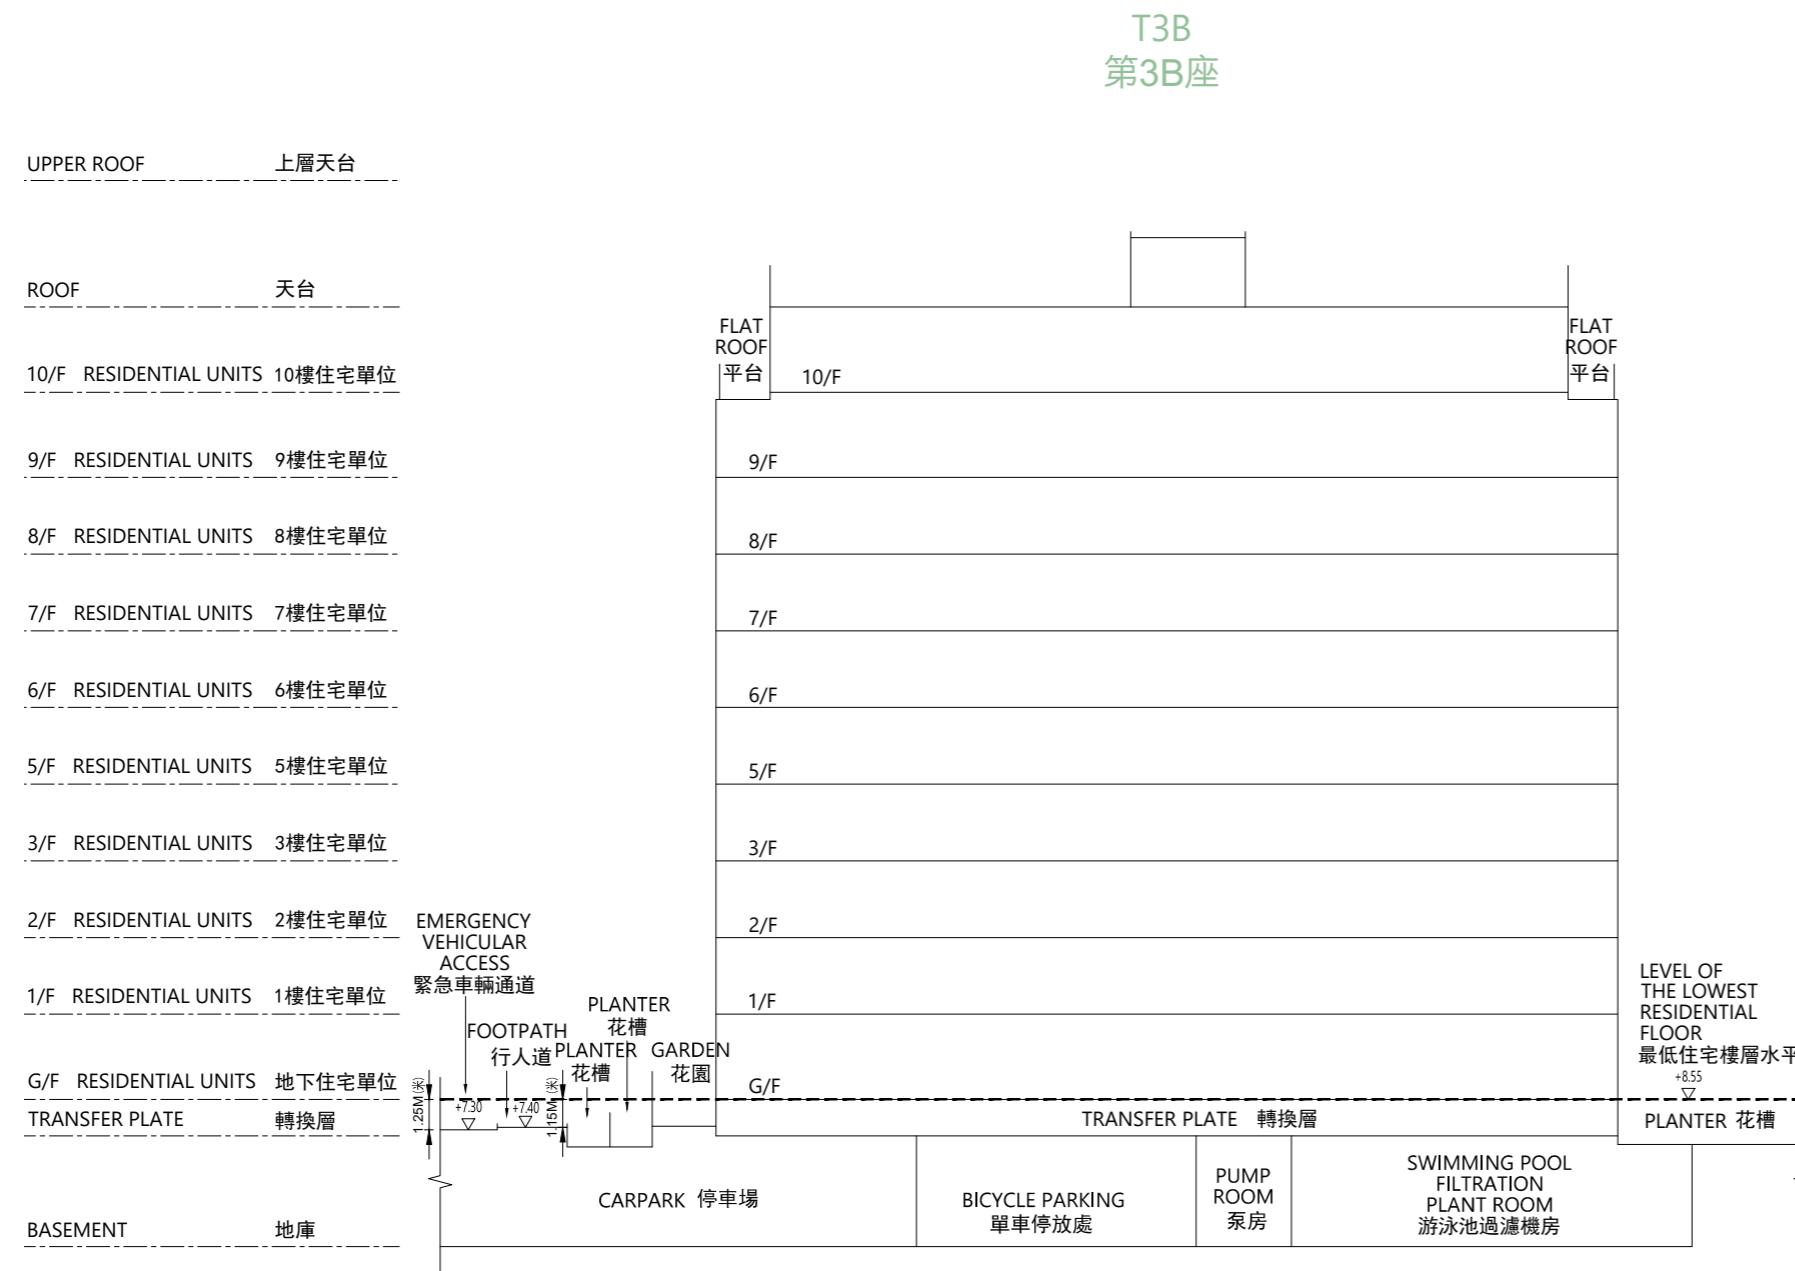 T3B
第3B座
UPPER ROOF 上層天台
ROOF 天台
FLAT
ROOF
平台
FLAT
ROOF
平台
10/F RESIDENTIAL UNITS 10樓住宅單位
10/F
9/F RESIDENTIAL UNITS 9樓住宅單位
9/F
8/F RESIDENTIAL UNITS 8樓住宅單位
8/F
7/F RESIDENTIAL UNITS 7樓住宅單位
7/F
6/F RESIDENTIAL UNITS 6樓住宅單位
6/F
5/F RESIDENTIAL UNITS 5樓住宅單位
5/F
3/F RESIDENTIAL UNITS 3樓住宅單位
3/F
2/F RESIDENTIAL UNITS 2樓住宅單位
2/F
EMERGENCY
VEHICULAR
ACCESS
緊急車輛通道
1/F RESIDENTIAL UNITS 1樓住宅單位
1/F
FOOTPATH
行人道
PLANTER
花槽
PLANTER
花槽
GARDEN
花園
LEVEL OF
THE LOWEST
RESIDENTIAL
FLOOR
最低住宅樓層水平
+8.55
G/F RESIDENTIAL UNITS 地下住宅單位
G/F
1.25M(米)
+7.30
+7.40
1.15M(米)
TRANSFER PLATE 轉換層
TRANSFER PLATE 轉換層
PLANTER 花槽
CARPARK 停車場
BICYCLE PARKING
單車停放處
PUMP
ROOM
泵房
SWIMMING POOL
FILTRATION
PLANT ROOM
游泳池過濾機房
BASEMENT 地庫